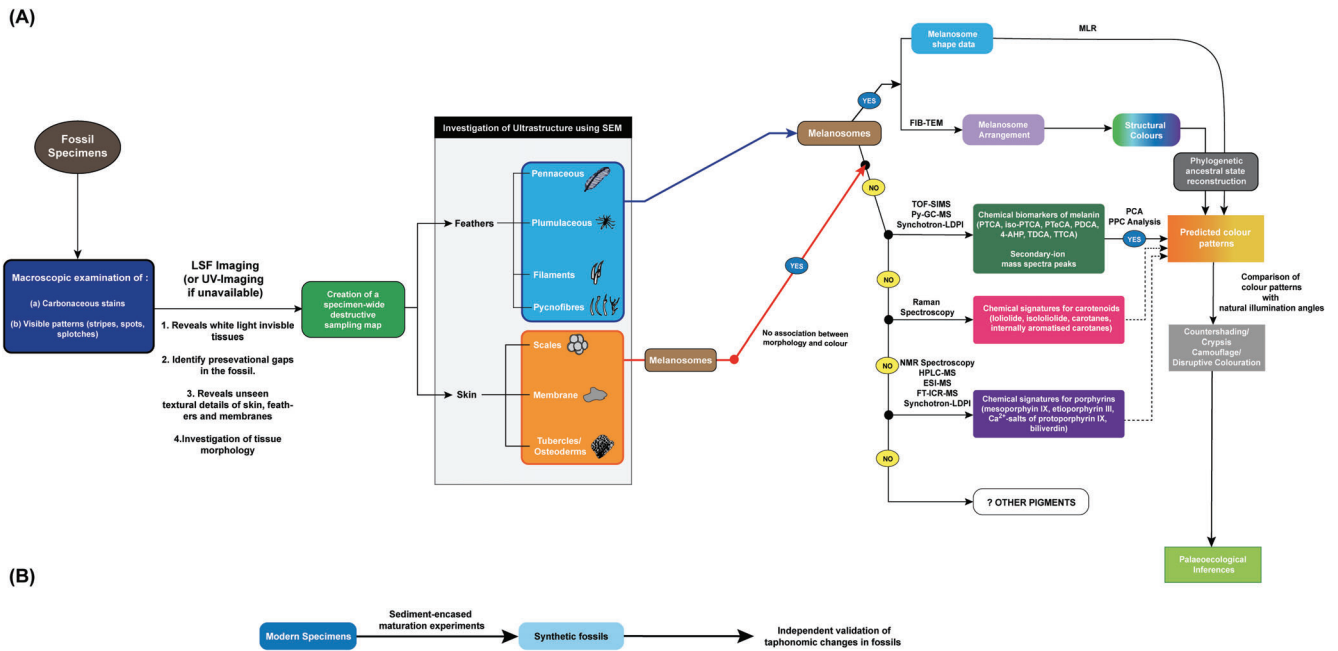 (A)
Fossil
Specimens
Macroscopic examination of :
(a) Carbonaceous stains
(b) Visible patterns (stripes, spots,
splotches)
LSF Imaging
(or UV-Imaging
if unavailable)
1. Reveals white light invisible
tissues
2. Identify presevational gaps
in the fossil.
3. Reveals unseen
textural details of skin, feath-
ers and membranes
4.Investigation of tissue
morphology
Creation of a
specimen-wide
destructive
sampling map
Investigation of Ultrastructure using SEM
Feathers
Pennaceous
Plumulaceous
Filaments
Pycnofibres
Skin
Scales
Membrane
Tubercles/
Osteoderms
Melanosomes
YES
No association between
morphology and colour
Melanosomes
YES
Melanosome
shape data
MLR
FIB-TEM
Melanosome
Arrangement
Structural
Colours
Phylogenetic
ancestral state
reconstruction
NO
TOF-SIMS
Py-GC-MS
Synchotron-LDPI
Chemical biomarkers of melanin
(PTCA, iso-PTCA, PTeCA, PDCA,
4-AHP, TDCA, TTCA)
Secondary-ion
mass spectra peaks
PCA
PPC Analysis
YES
Predicted colour
patterns
NO
Raman
Spectroscopy
Chemical signatures for carotenoids
(loliolide, isololiolide, carotanes,
internally aromatised carotanes)
NO
NMR Spectroscopy
HPLC-MS
ESI-MS
FT-ICR-MS
Synchotron-LDPI
Chemical signatures for porphyrins
(mesoporphyin IX, etioporphyrin III,
Ca²⁺-salts of protoporphyrin IX,
biliverdin)
NO
? OTHER PIGMENTS
Comparison of
colour patterns
with
natural illumination angles
Countershading/
Crypsis
Camouflage/
Disruptive Colouration
Palaeoecological
Inferences
(B)
Modern Specimens
Sediment-encased
maturation experiments
Synthetic fossils
Independent validation of
taphonomic changes in fossils